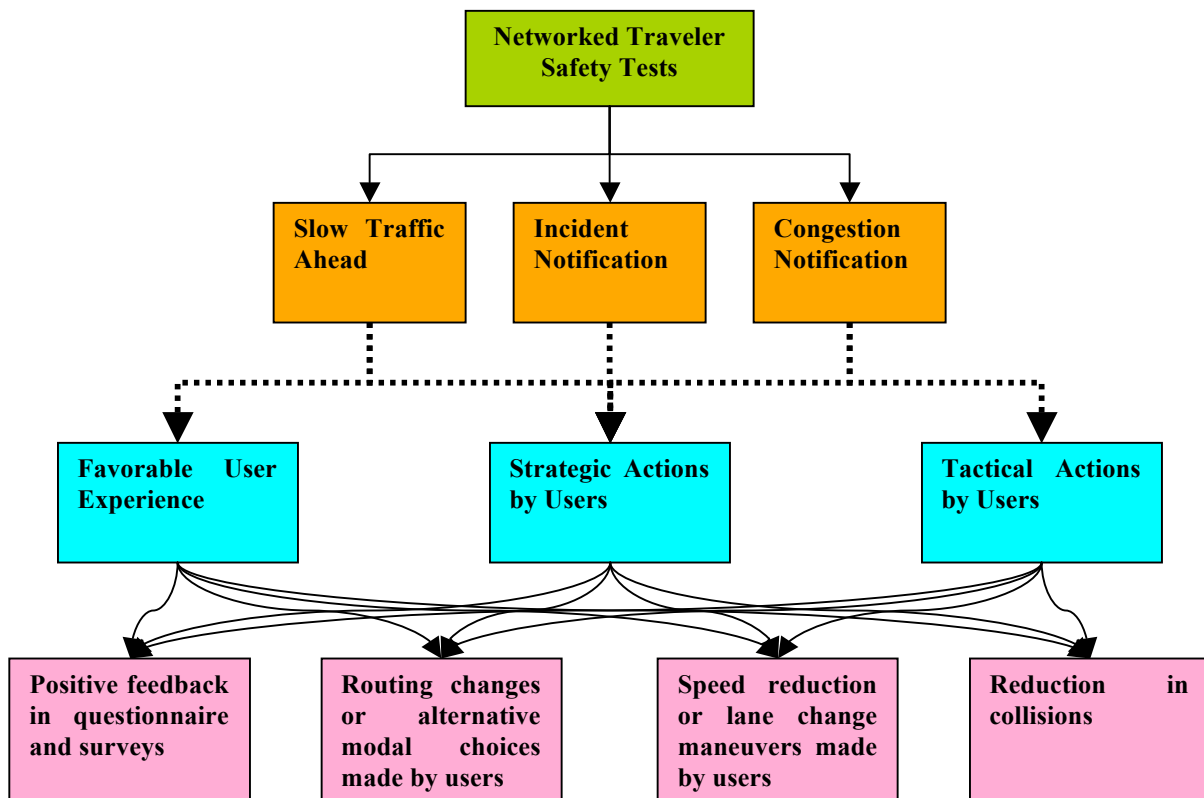 Networked Traveler
Safety Tests
Slow Traffic
Ahead
Incident
Notification
Congestion
Notification
Favorable User
Experience
Strategic Actions
by Users
Tactical Actions
by Users
Positive feedback
in questionnaire
and surveys
Routing changes
or alternative
modal choices
made by users
Speed reduction
or lane change
maneuvers made
by users
Reduction in
collisions